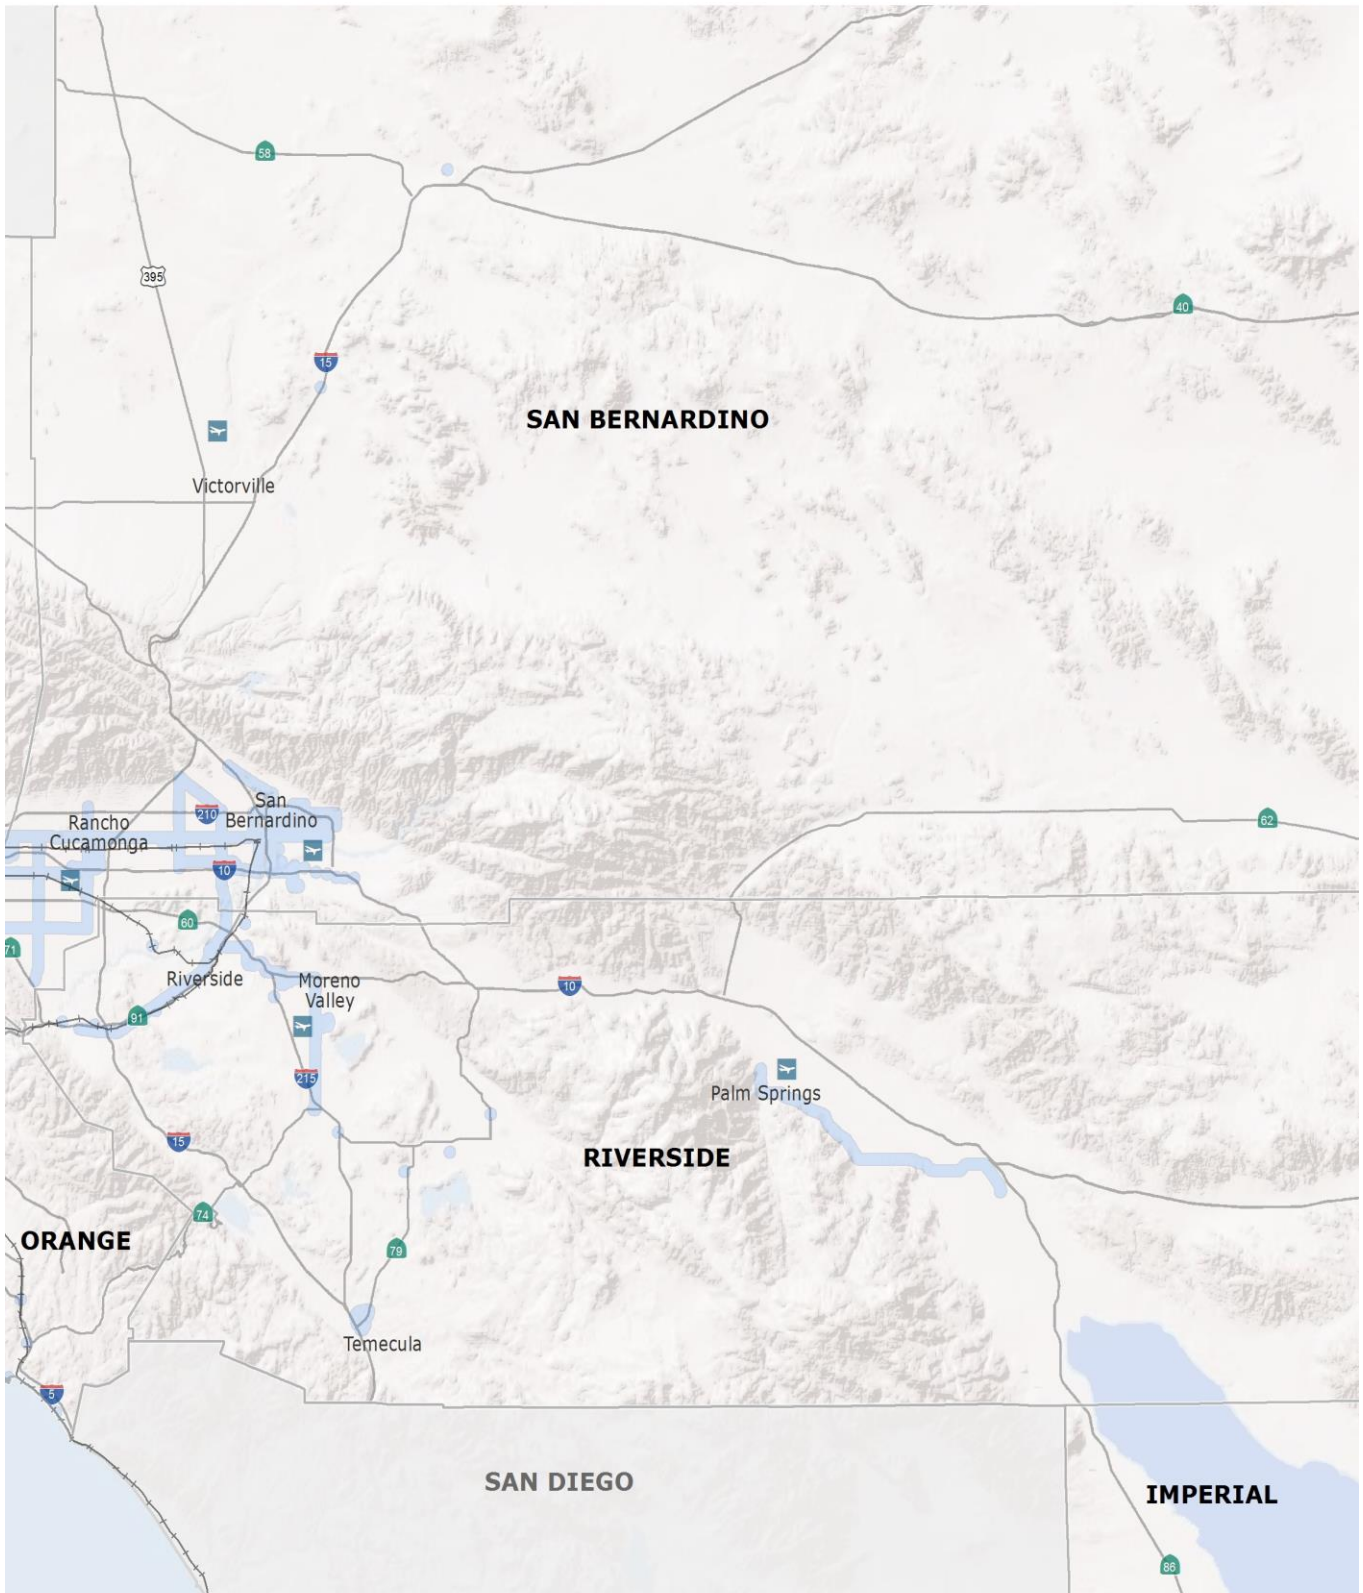 58
395
40
15
SAN BERNARDINO
Victorville
San
Bernardino
210
Rancho
Cucamonga
62
10
60
71
Riverside
Moreno
Valley
10
91
215
Palm Springs
15
RIVERSIDE
74
ORANGE
79
Temecula
5
SAN DIEGO
IMPERIAL
86